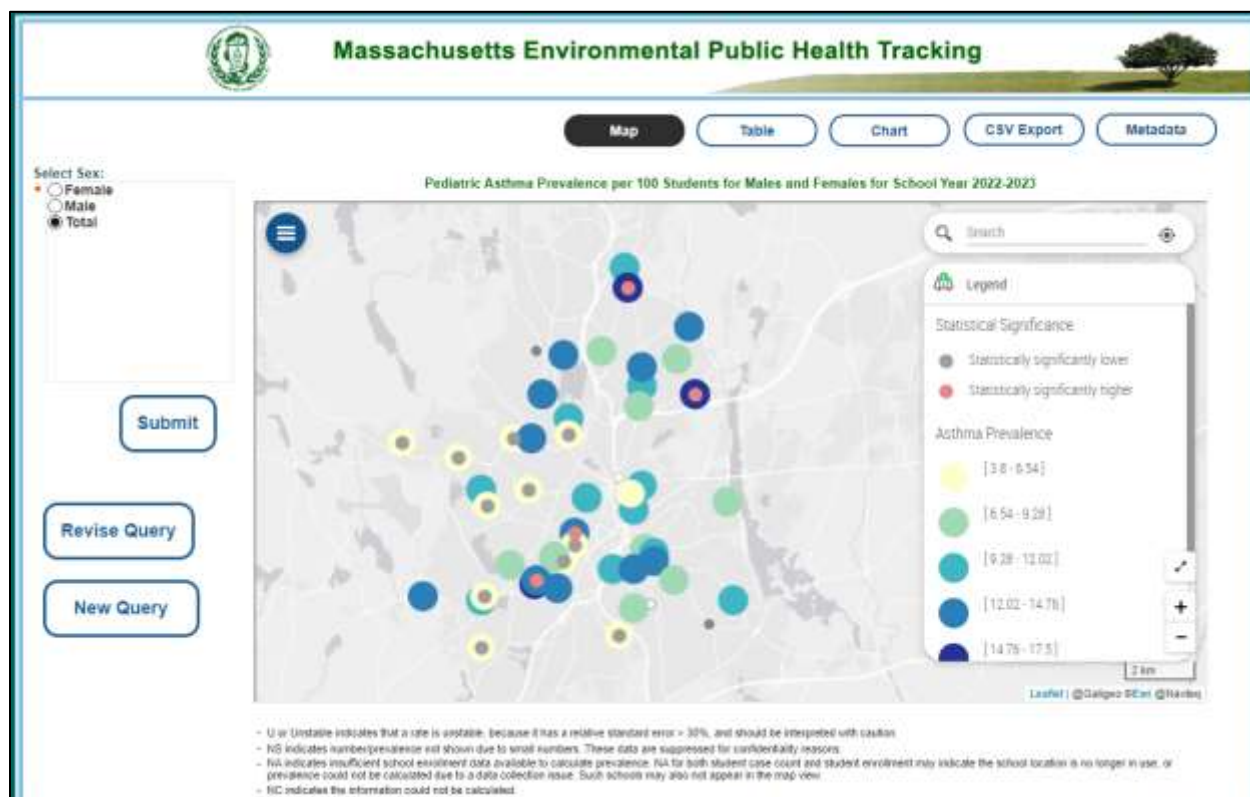 Massachusetts Environmental Public Health Tracking
Map
Table
Chart
CSV Export
Metadata
Select Sex:
Female
Male
Total
Submit
Revise Query
New Query
Pediatric Asthma Prevalence per 100 Students for Males and Females for School Year 2022-2023
Search
Legend
Statistical Significance
Statistically significantly lower
Statistically significantly higher
Asthma Prevalence
[3.8 - 6.54]
[6.54 - 9.28]
[9.28 - 12.02]
[12.02 - 14.76]
[14.76 - 17.5]
+
−
2 km
Leaflet | @Galigeo ©Esri @Navteq
- U or Unstable indicates that a rate is unstable, because it has a relative standard error > 30%, and should be interpreted with caution.
- NS indicates number/prevalence not shown due to small numbers. These data are suppressed for confidentiality reasons.
- NA indicates insufficient school enrollment data available to calculate prevalence. NA for both student case count and student enrollment may indicate the school location is no longer in use, or
prevalence could not be calculated due to a data collection issue. Such schools may also not appear in the map view.
- NC indicates the information could not be calculated.